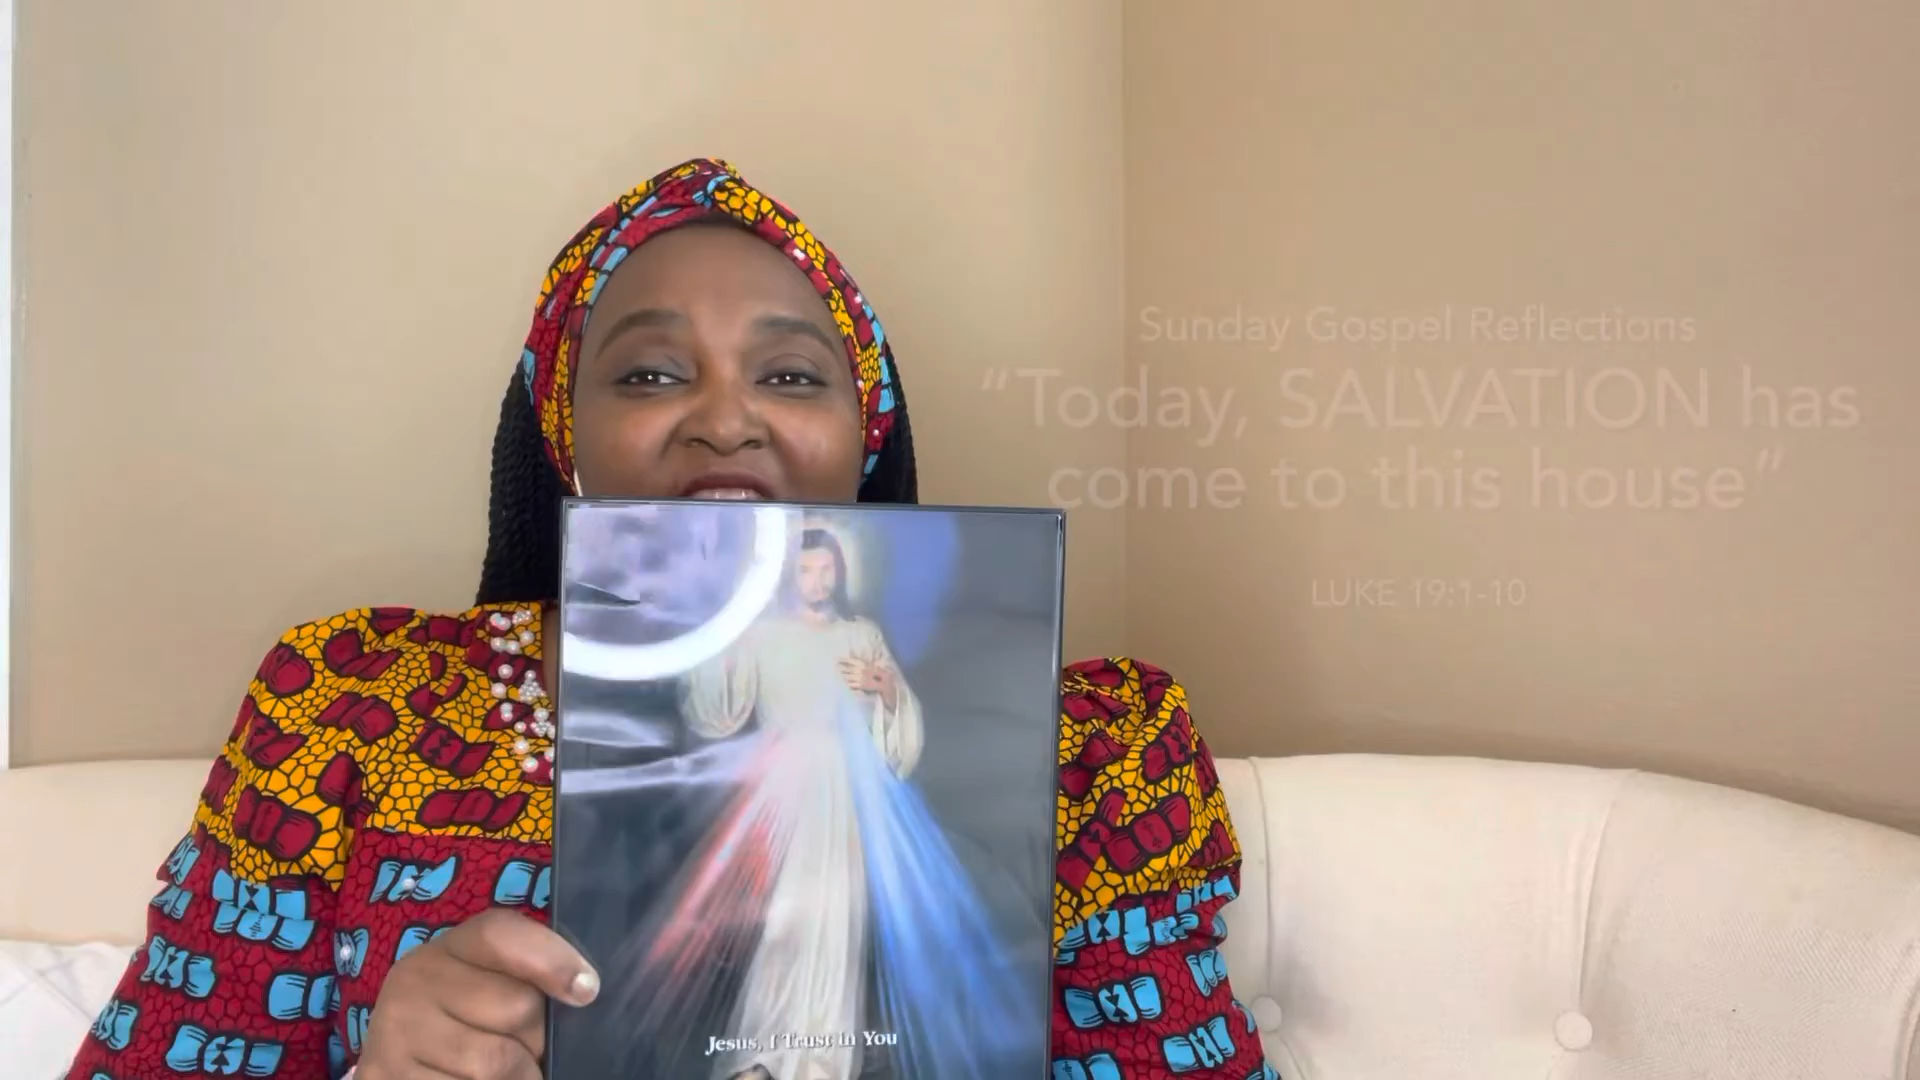 Sunday Gospel Reflections
“Today, SALVATION has
come to this house”
LUKE 19:1-10
Jesus, I Trust in You